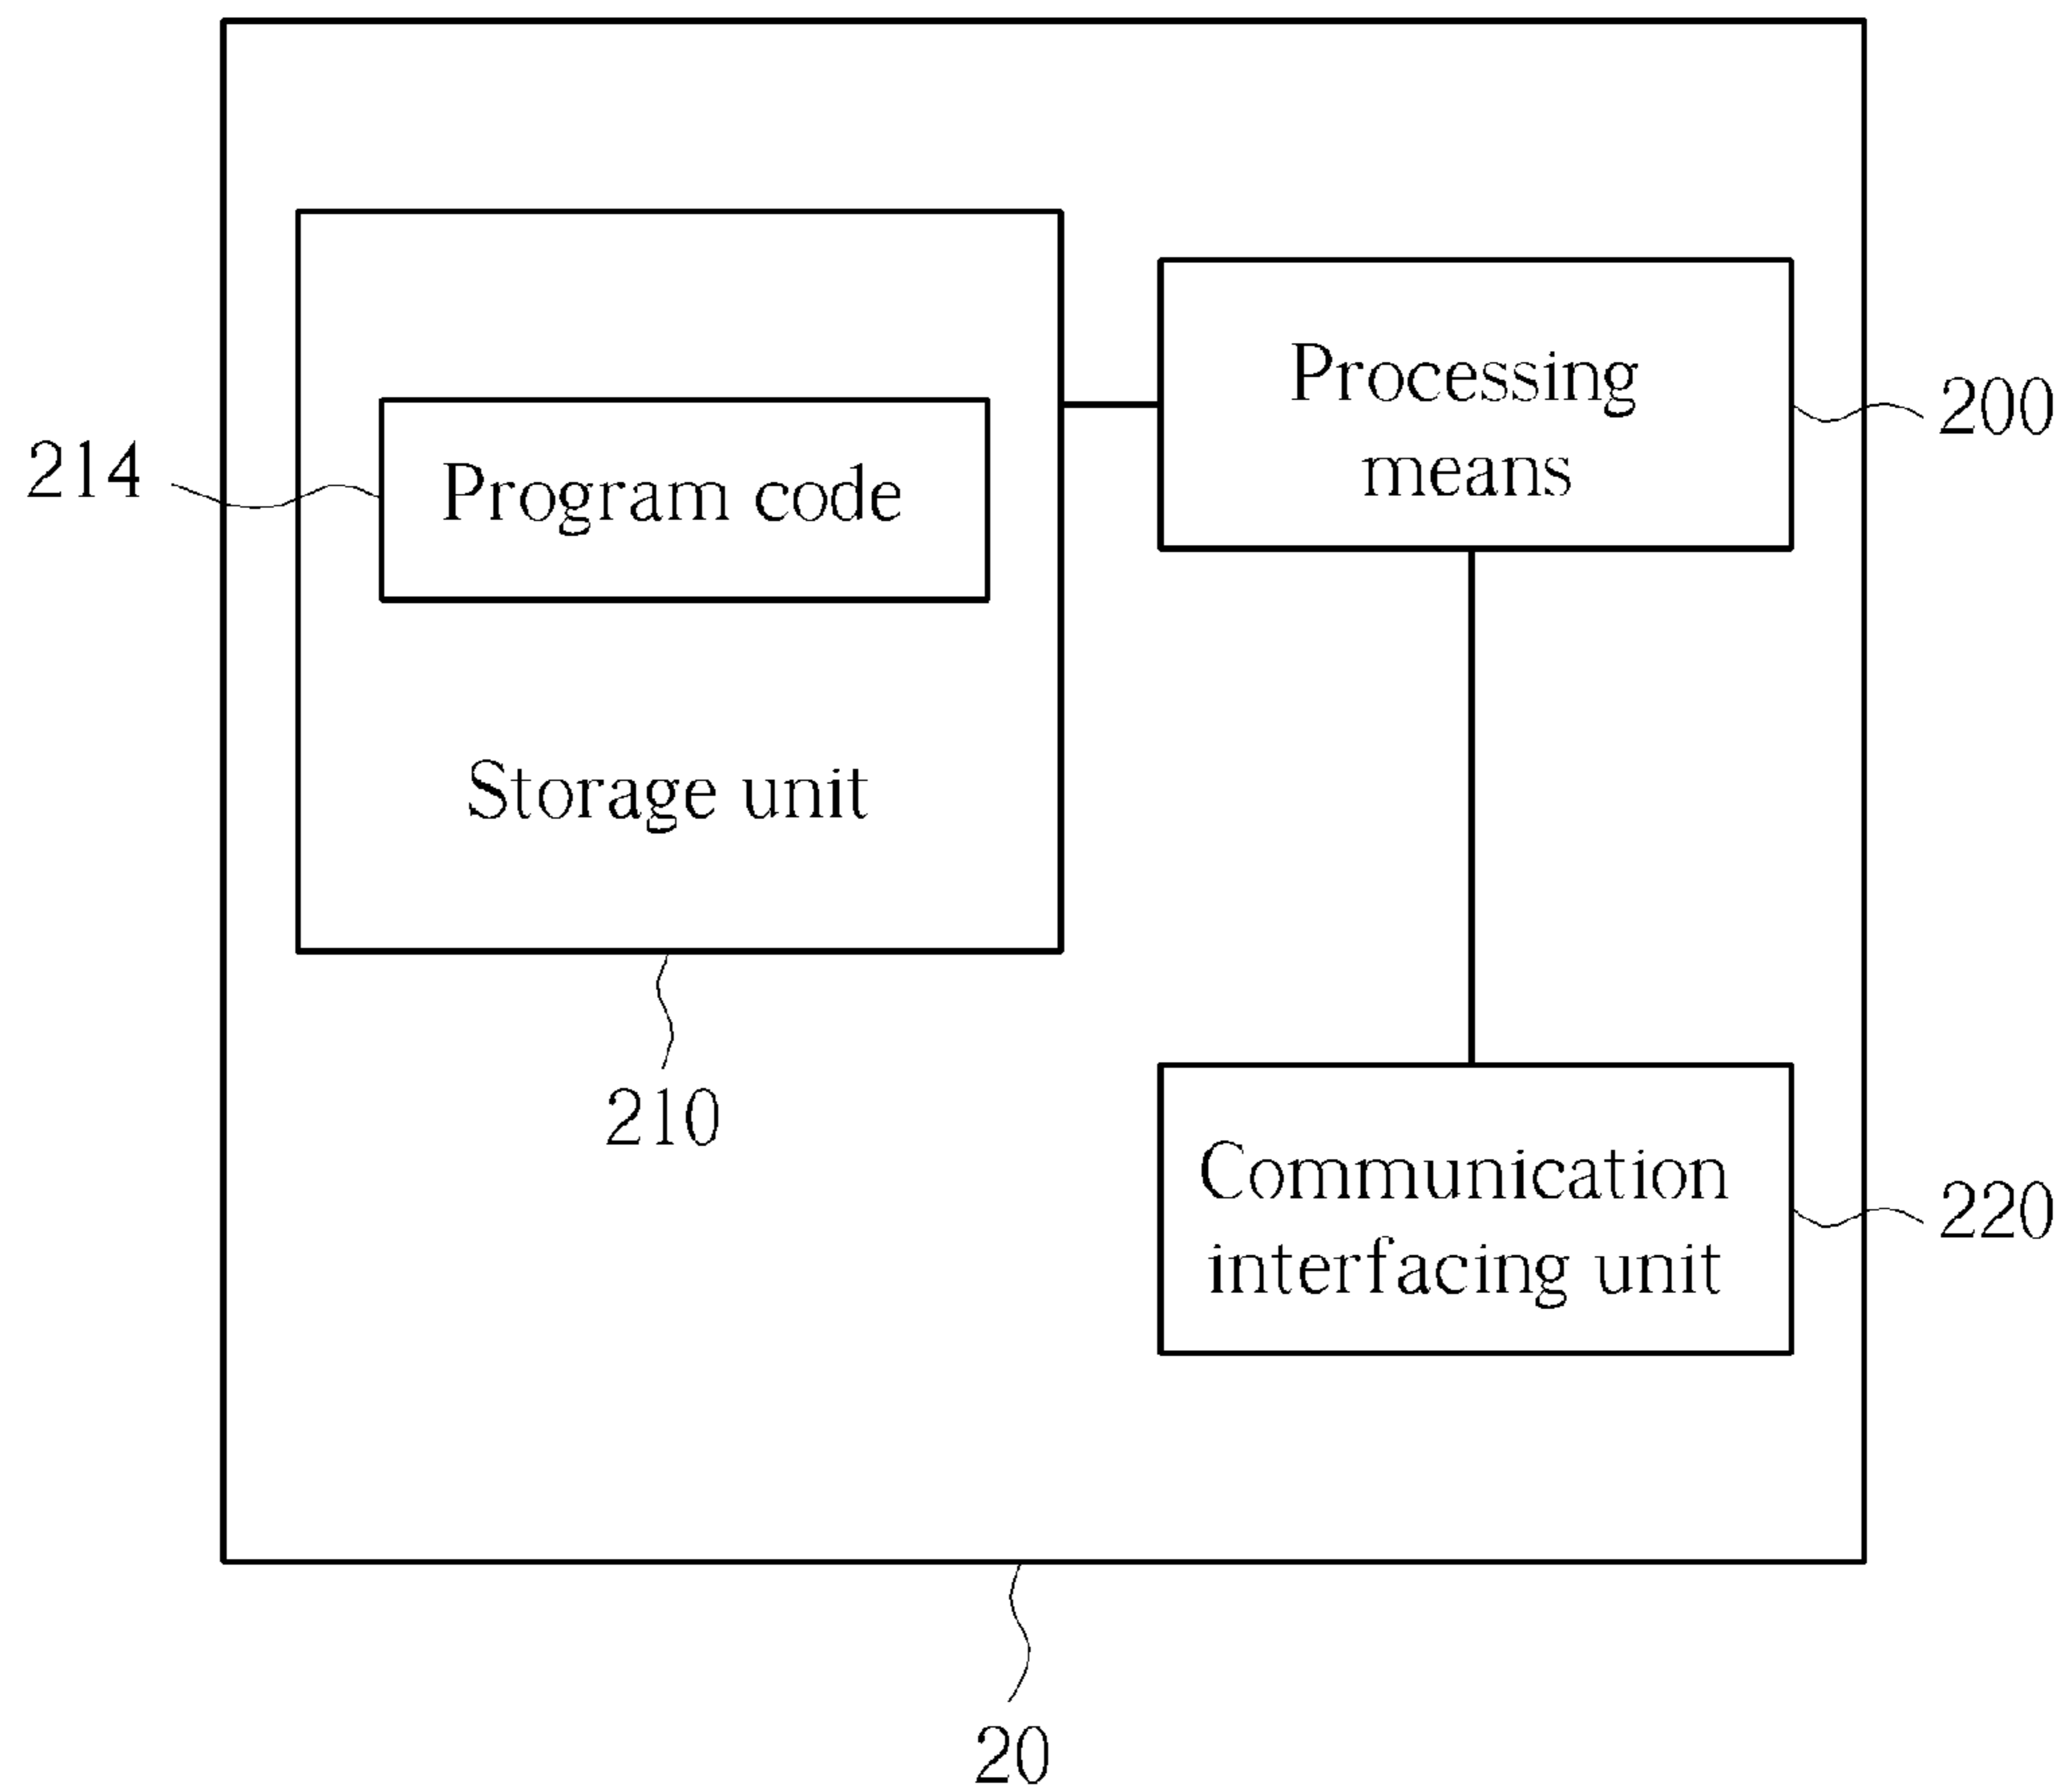 Processing
means
200
214
Program code
Storage unit
210
Communication
interfacing unit
220
20